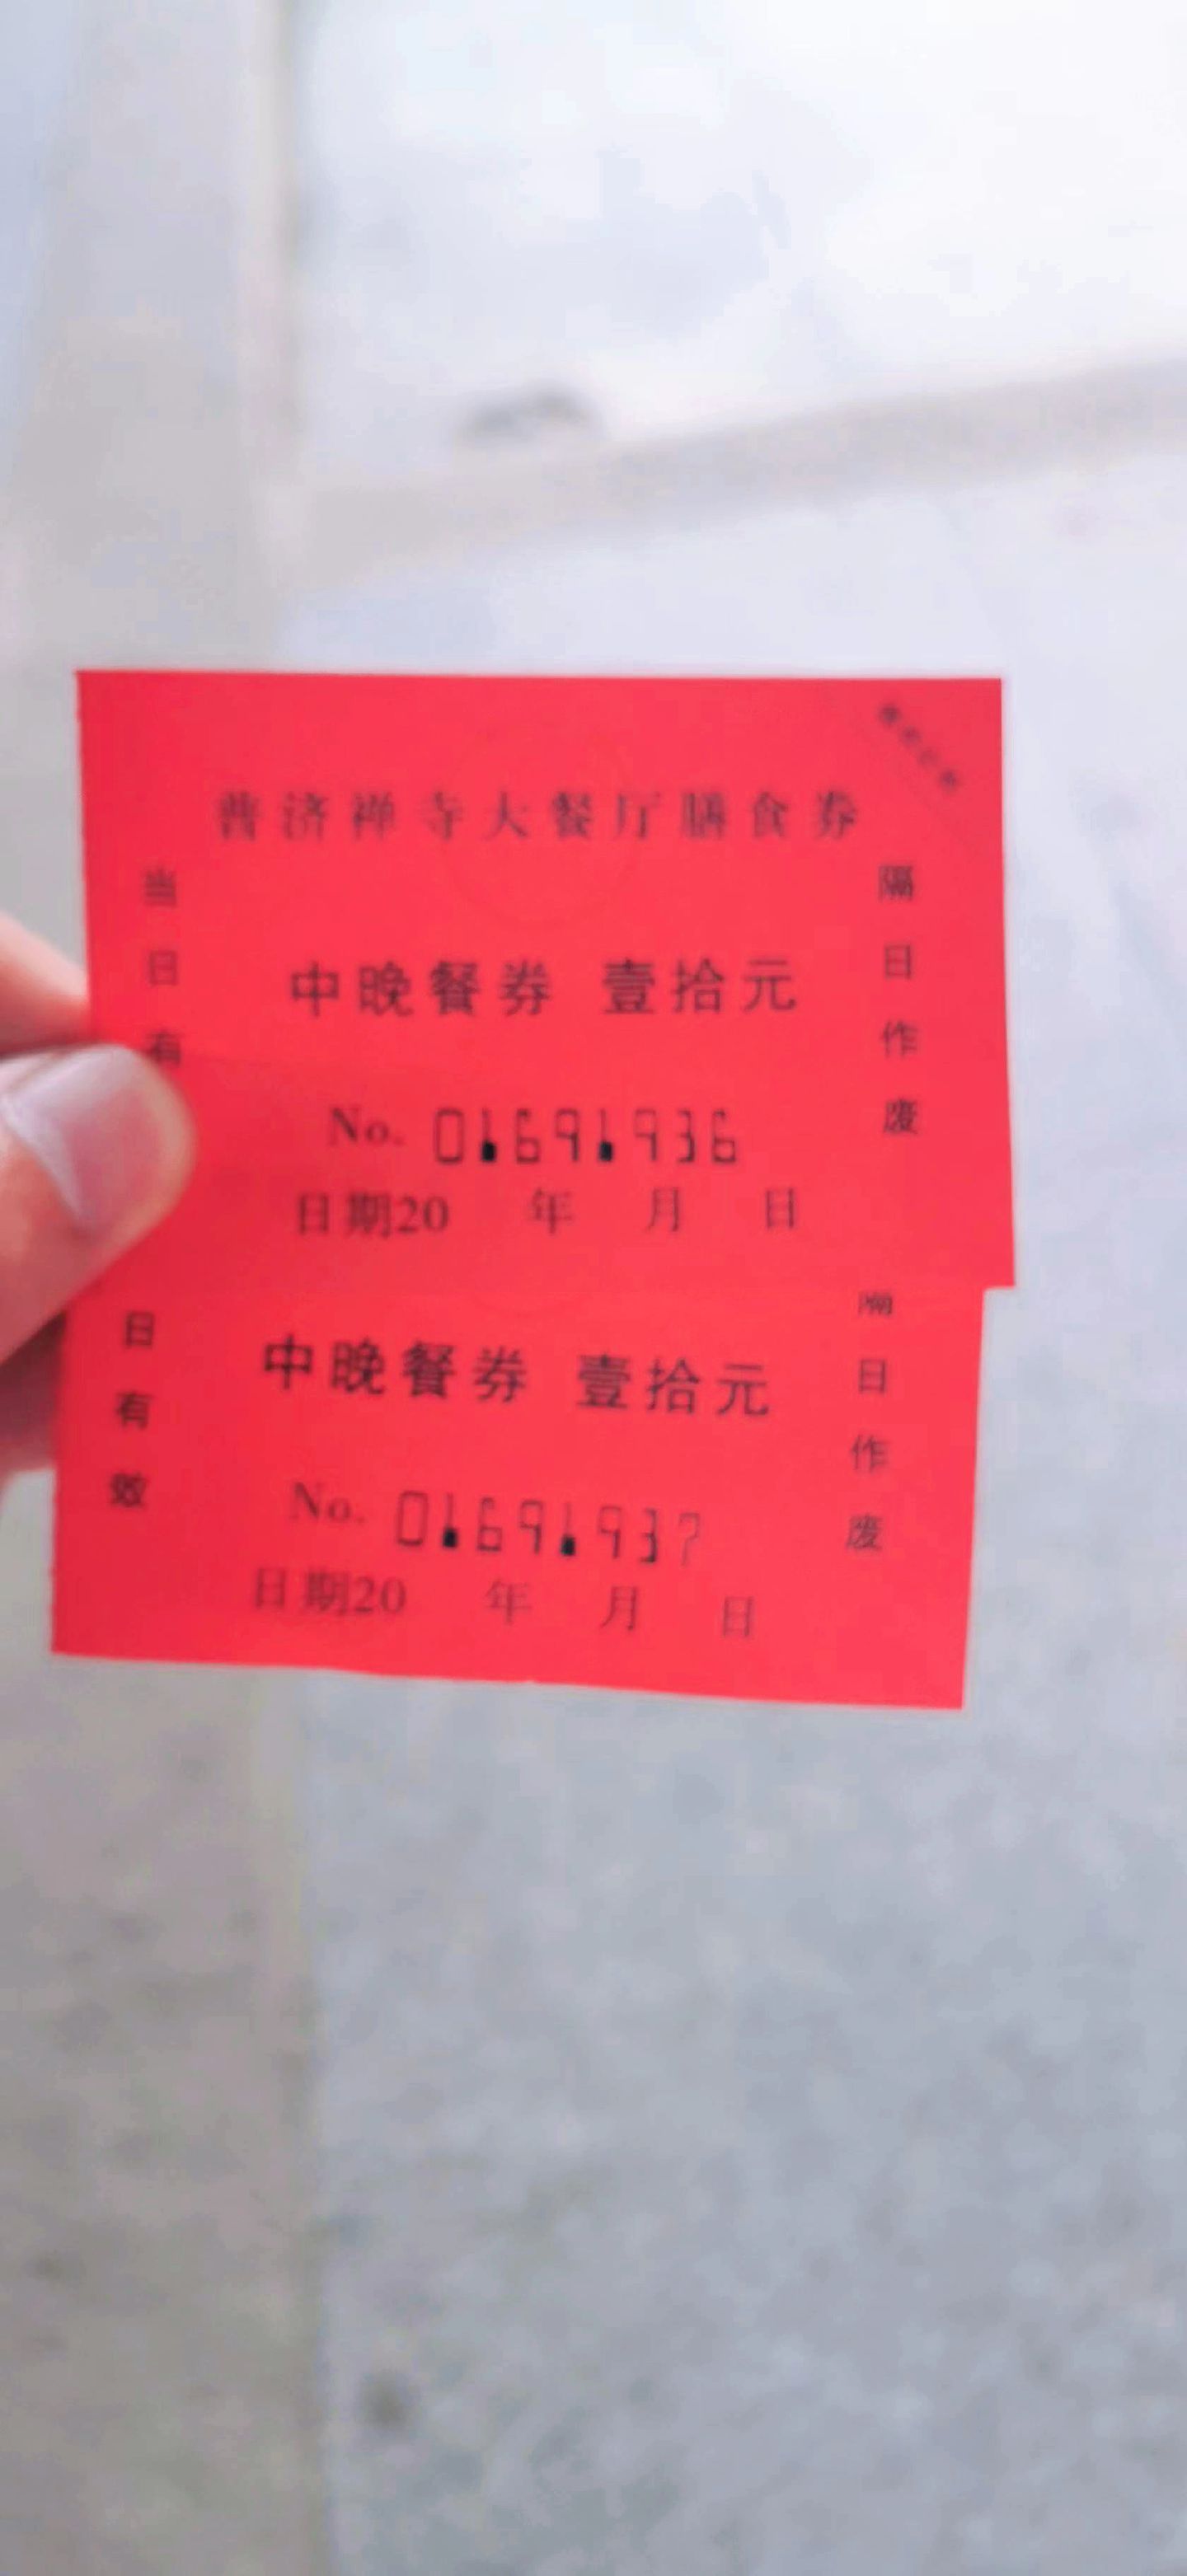 普济禅寺大餐厅膳食券
当日有
中晚餐券 壹拾元
隔日作废
No. 01691936
日期20 年 月 日
日有效
中晚餐券 壹拾元
隔日作废
No. 01691937
日期20 年 月 日